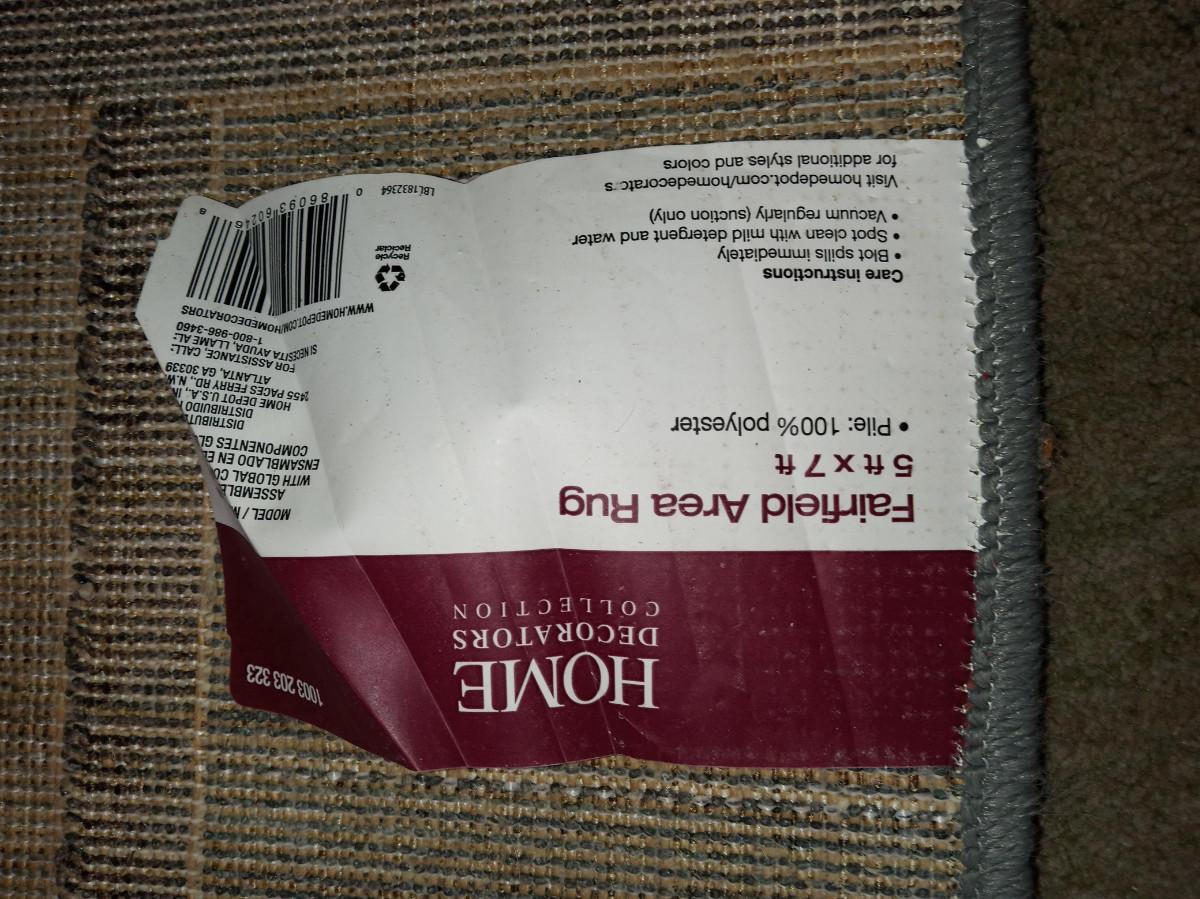 1003 203 323
HOME
DECORATORS
COLLECTION
Fairfield Area Rug
5 ft x 7 ft
• Pile: 100% polyester
Care instructions
• Blot spills immediately
• Spot clean with mild detergent and water
• Vacuum regularly (suction only)
Visit homedepot.com/homedecorators
for additional styles and colors
MODEL /
WITH GLOBAL
ENSAMBLADO EN
COMPONENTES
DISTRIBUIDO
HOME DEPOT U.S.A.,
2455 PACES FERRY RD., N.W.
ATLANTA, GA 30339
FOR ASSISTANCE, CALL:
SI NECESITA AYUDA, LLAME AL:
1-800-986-3460
WWW.HOMEDEPOT.COM/HOMEDECORATORS
Recycle
Reciclar
0 86093 60246 8
LBL1832364